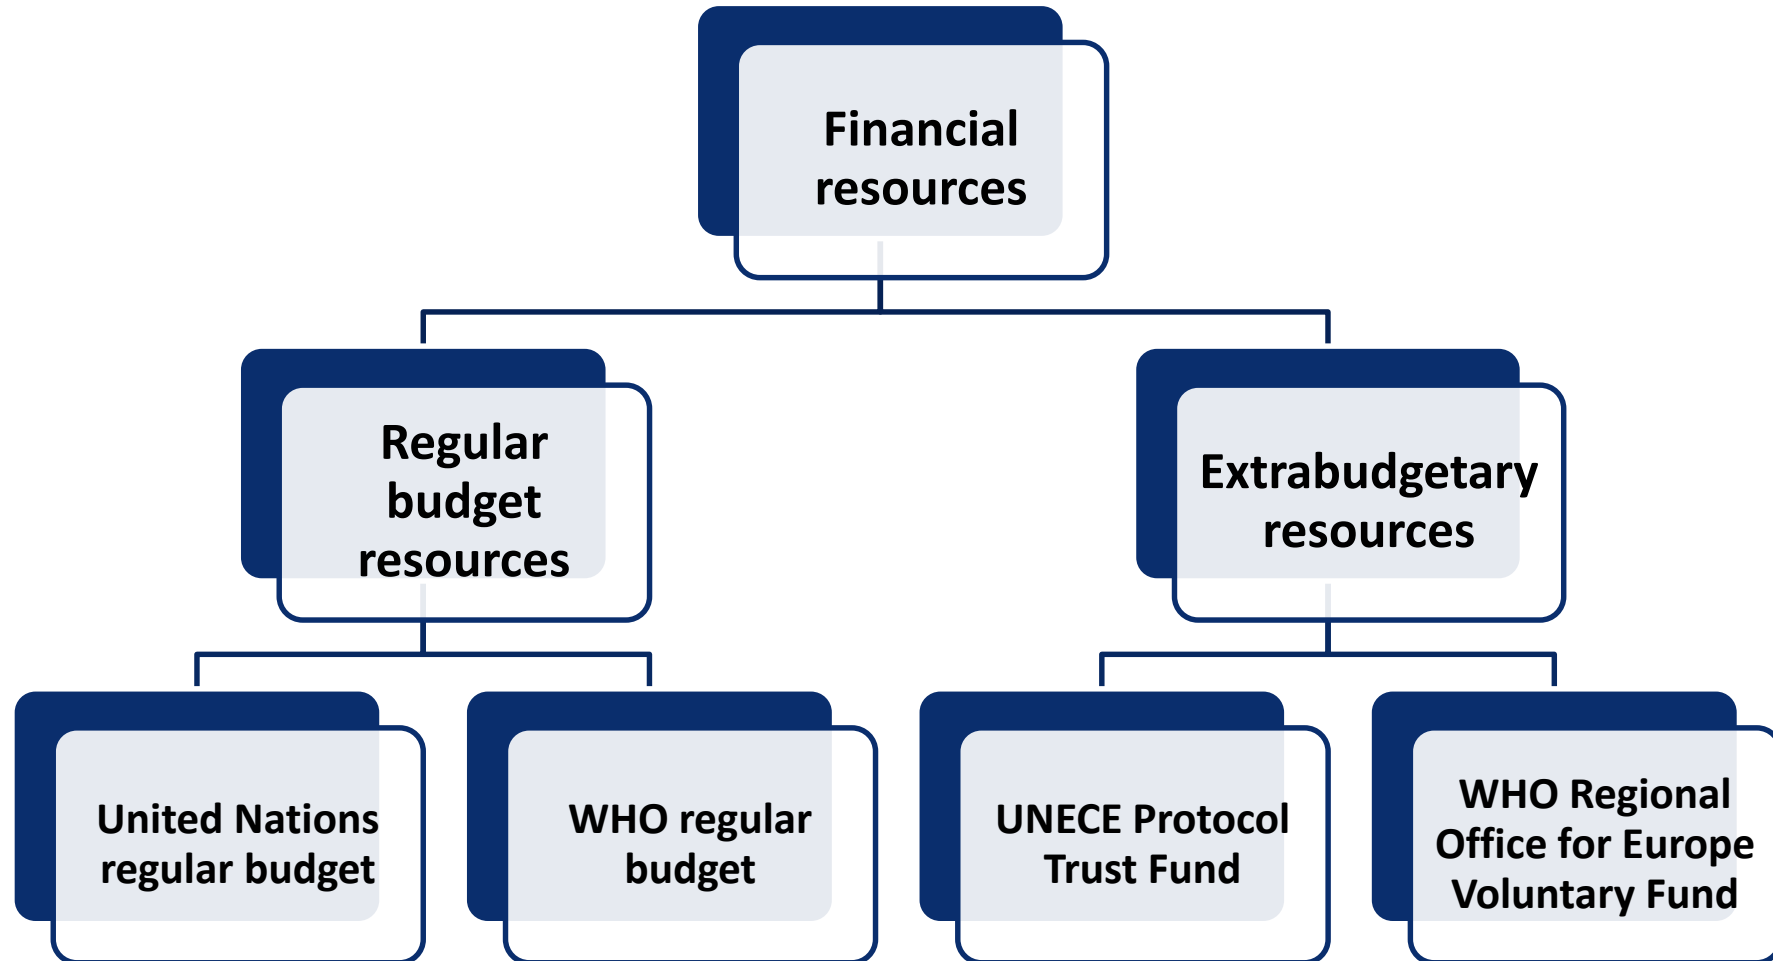 Financial
resources
Regular
budget
resources
Extrabudgetary
resources
United Nations
regular budget
WHO regular
budget
UNECE Protocol
Trust Fund
WHO Regional
Office for Europe
Voluntary Fund